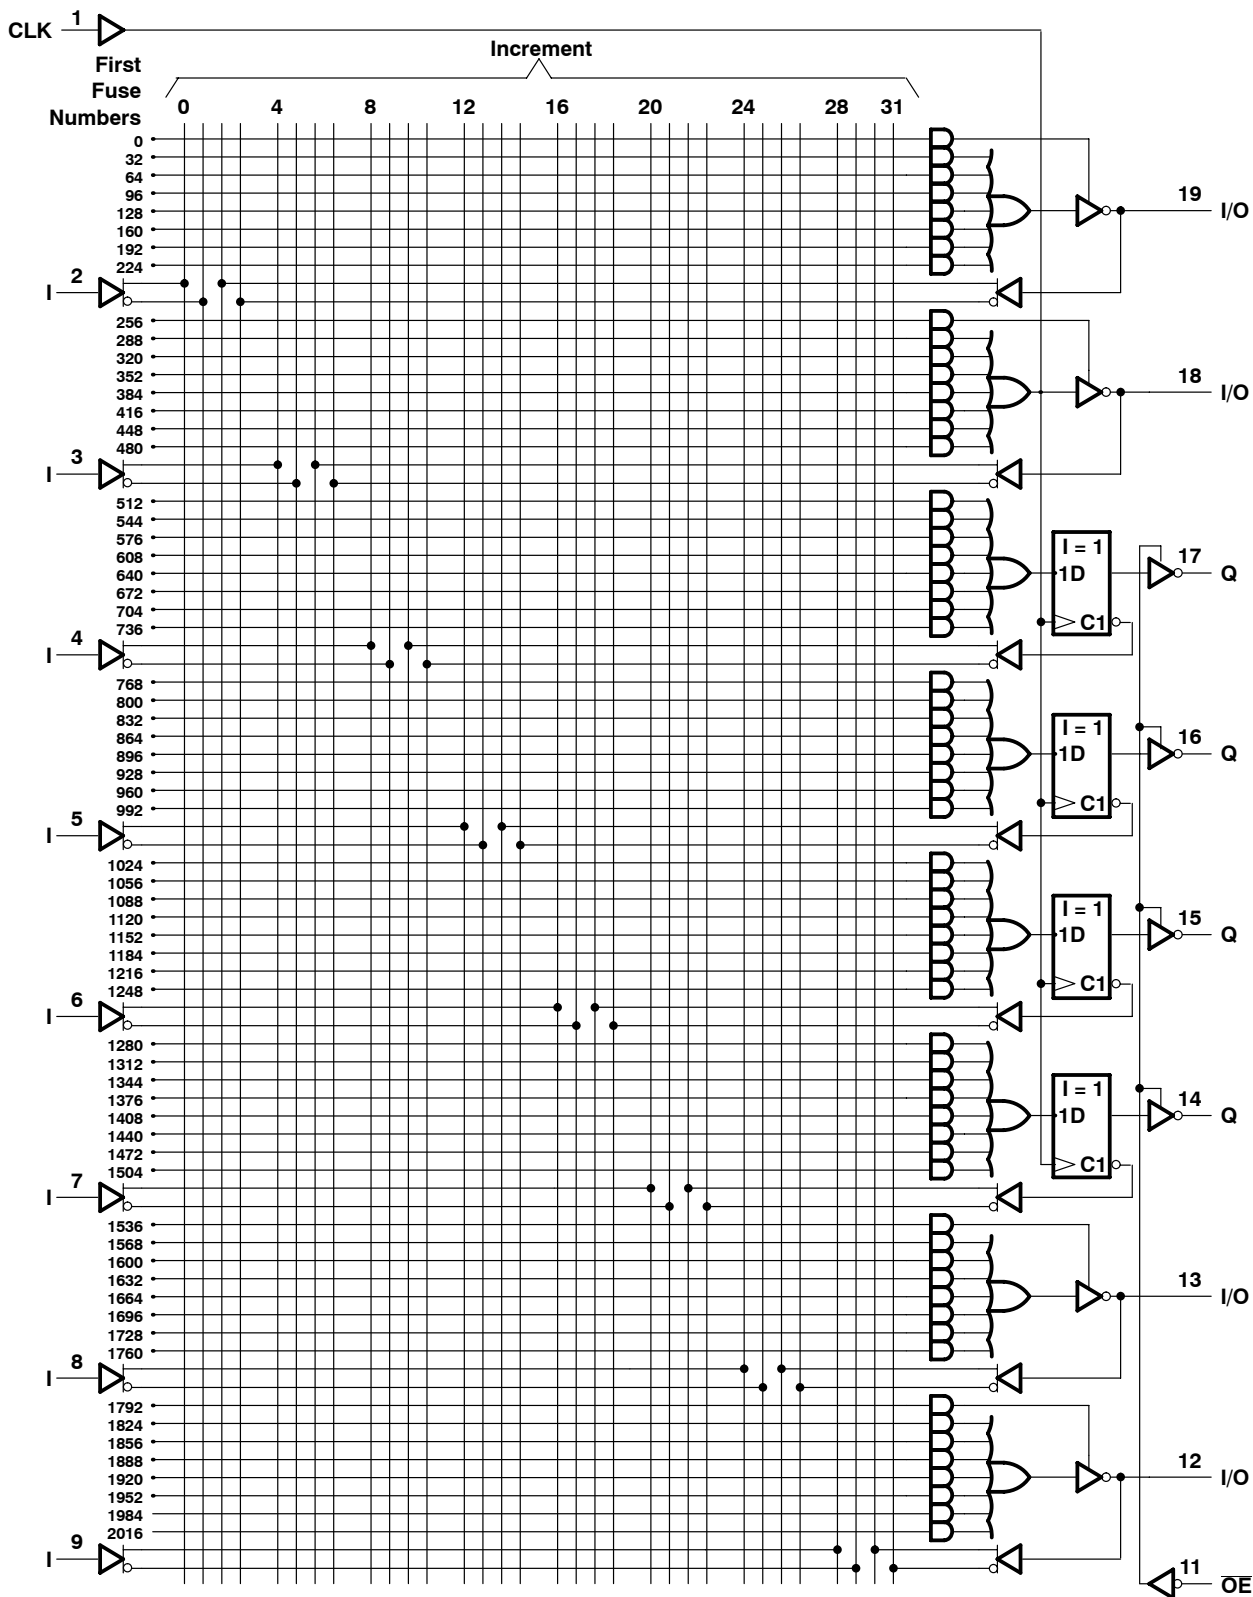 CLK 1
Increment
First
Fuse
Numbers
0 4 8 12 16 20 24 28 31
0
32
64
96
128
160
192
224
19 I/O
I 2
256
288
320
352
384
416
448
480
18 I/O
I 3
512
544
576
608
640
672
704
736
I = 1
1D
C1
17 Q
I 4
768
800
832
864
896
928
960
992
I = 1
1D
C1
16 Q
I 5
1024
1056
1088
1120
1152
1184
1216
1248
I = 1
1D
C1
15 Q
I 6
1280
1312
1344
1376
1408
1440
1472
1504
I = 1
1D
C1
14 Q
I 7
1536
1568
1600
1632
1664
1696
1728
1760
13 I/O
I 8
1792
1824
1856
1888
1920
1952
1984
2016
12 I/O
I 9
11 O̅E̅